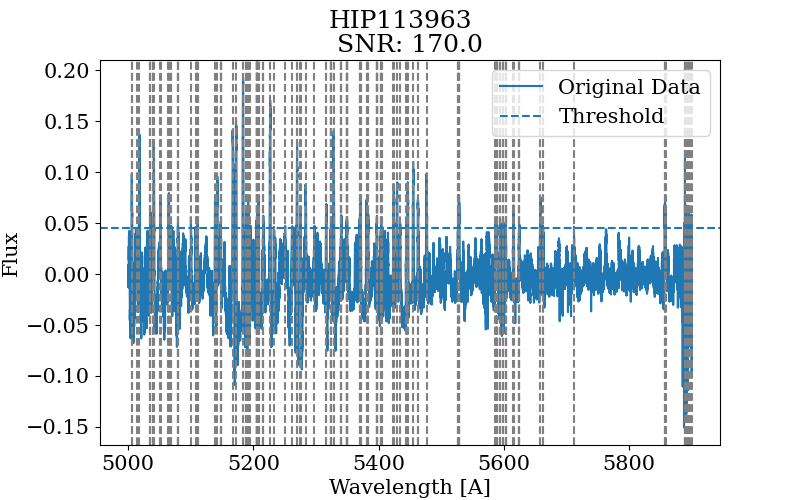 HIP113963
SNR: 170.0
Original Data
Threshold
0.20
0.15
0.10
0.05
0.00
−0.05
−0.10
−0.15
Flux
5000 5200 5400 5600 5800
Wavelength [A]